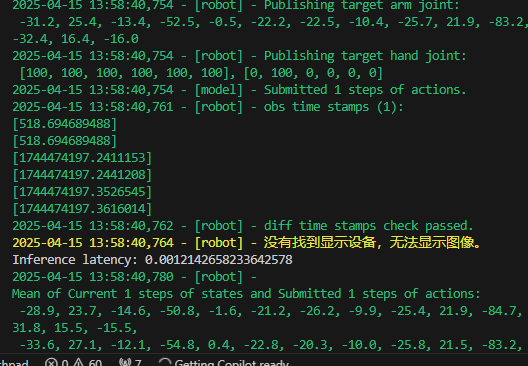 2025-04-15 13:58:40,754 - [robot] - Publishing target arm joint:
-31.2, 25.4, -13.4, -52.5, -0.5, -22.2, -22.5, -10.4, -25.7, 21.9, -83.2,
-32.4, 16.4, -16.0
2025-04-15 13:58:40,754 - [robot] - Publishing target hand joint:
[100, 100, 100, 100, 100, 100], [0, 100, 0, 0, 0, 0]
2025-04-15 13:58:40,754 - [model] - Submitted 1 steps of actions.
2025-04-15 13:58:40,761 - [robot] - obs time stamps (1):
[518.694689488]
[518.694689488]
[1744474197.2411153]
[1744474197.2441208]
[1744474197.3526545]
[1744474197.3616014]
2025-04-15 13:58:40,762 - [robot] - diff time stamps check passed.
2025-04-15 13:58:40,764 - [robot] - 没有找到显示设备，无法显示图像。
Inference latency: 0.0012142658233642578
2025-04-15 13:58:40,780 - [robot] -
Mean of Current 1 steps of states and Submitted 1 steps of actions:
-28.9, 23.7, -14.6, -50.8, -1.6, -21.2, -26.2, -9.9, -25.4, 21.9, -84.7, -
31.8, 15.5, -15.5,
-33.6, 27.1, -12.1, -54.8, 0.4, -22.8, -20.3, -10.0, -25.8, 21.5, -83.2,
0 60 7 Getting Copilot ready